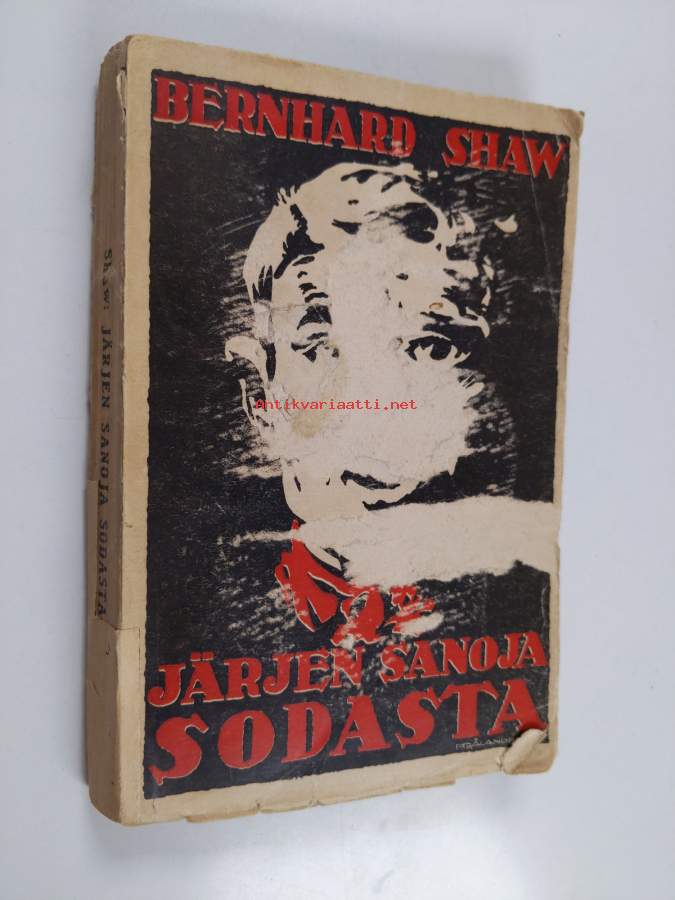 BERNHARD SHAW
Shaw: JÄRJEN SANOJA SODASTA
Antikvariaatti.net
JÄRJEN SANOJA
SODASTA